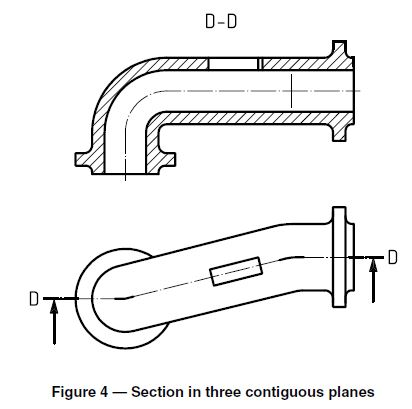 D-D
D
D
Figure 4 — Section in three contiguous planes